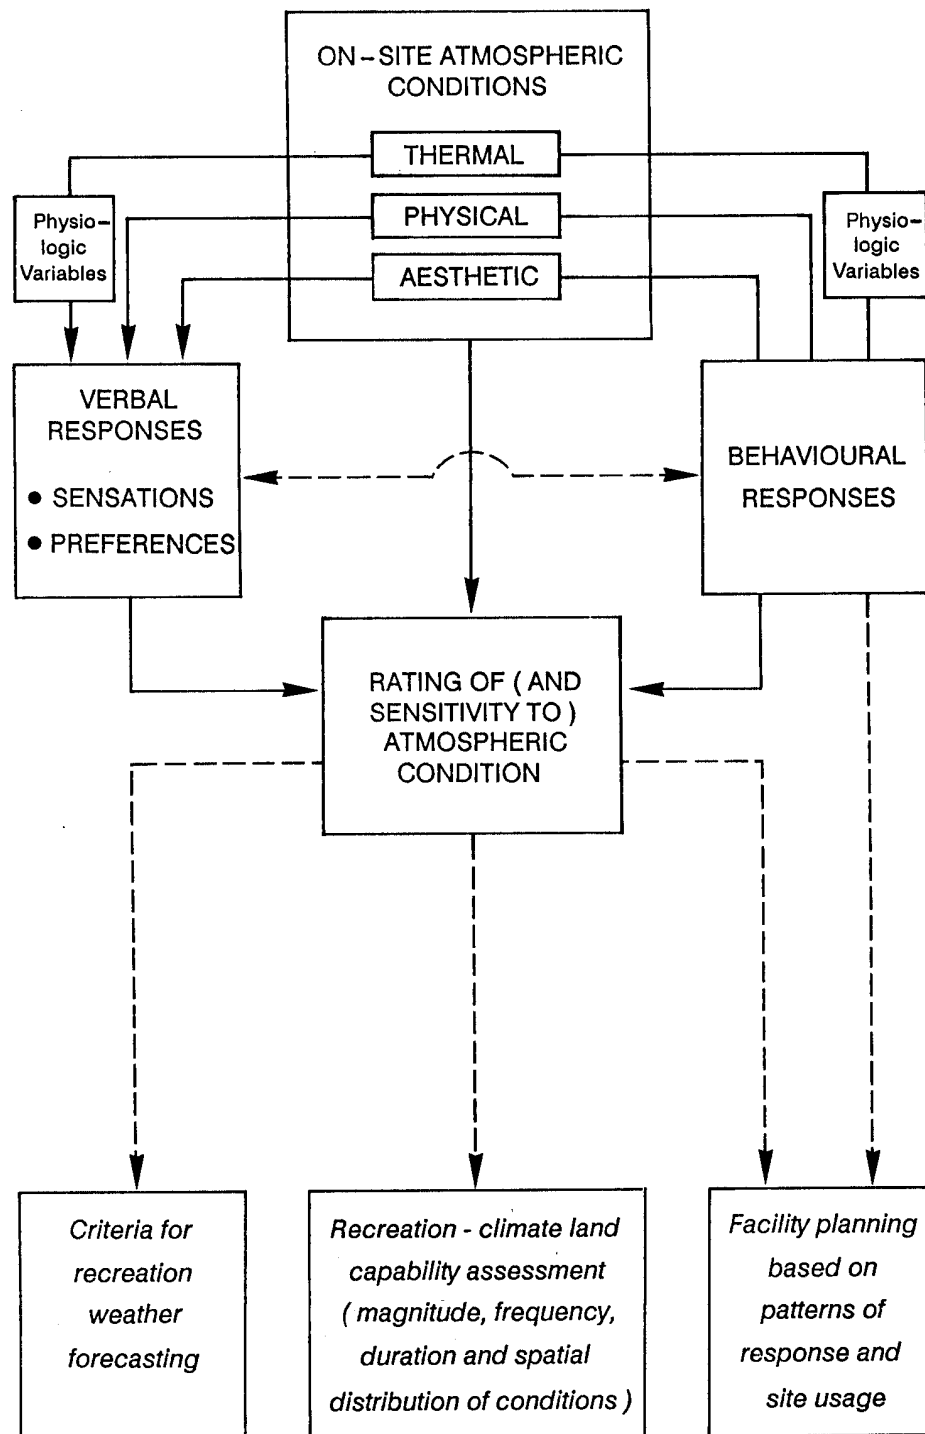 ON-SITE ATMOSPHERIC
CONDITIONS
THERMAL
PHYSICAL
AESTHETIC
Physio-
logic
Variables
Physio-
logic
Variables
VERBAL
RESPONSES
● SENSATIONS
● PREFERENCES
BEHAVIOURAL
RESPONSES
RATING OF ( AND
SENSITIVITY TO )
ATMOSPHERIC
CONDITION
Criteria for
recreation
weather
forecasting
Recreation - climate land
capability assessment
( magnitude, frequency,
duration and spatial
distribution of conditions )
Facility planning
based on
patterns of
response and
site usage